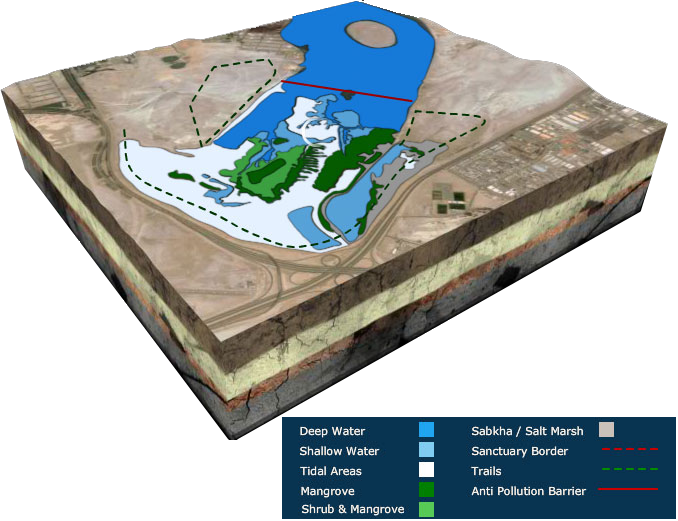 Deep Water
Shallow Water
Tidal Areas
Mangrove
Shrub & Mangrove
Sabkha / Salt Marsh
Sanctuary Border
Trails
Anti Pollution Barrier